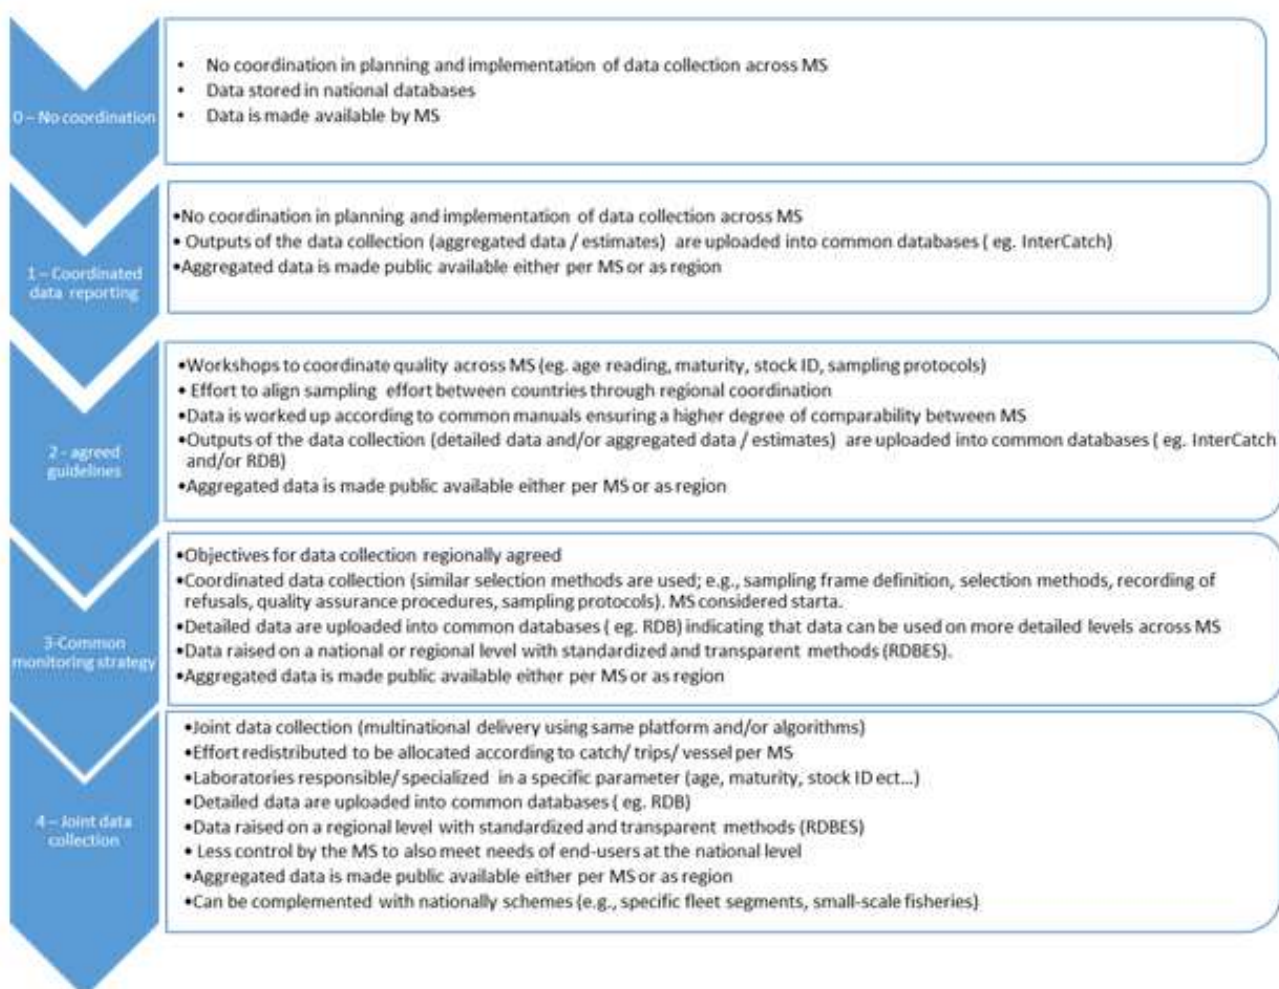 0 – No coordination
• No coordination in planning and implementation of data collection across MS
• Data stored in national databases
• Data is made available by MS
1 – Coordinated
data reporting
•No coordination in planning and implementation of data collection across MS
• Outputs of the data collection (aggregated data / estimates) are uploaded into common databases ( eg. InterCatch)
•Aggregated data is made public available either per MS or as region
2 - agreed
guidelines
•Workshops to coordinate quality across MS (eg. age reading, maturity, stock ID, sampling protocols)
• Effort to align sampling effort between countries through regional coordination
•Data is worked up according to common manuals ensuring a higher degree of comparability between MS
•Outputs of the data collection (detailed data and/or aggregated data / estimates) are uploaded into common databases ( eg. InterCatch
and/or RDB)
•Aggregated data is made public available either per MS or as region
3-Common
monitoring strategy
•Objectives for data collection regionally agreed
•Coordinated data collection (similar selection methods are used; e.g., sampling frame definition, selection methods, recording of
refusals, quality assurance procedures, sampling protocols). MS considered starta.
•Detailed data are uploaded into common databases ( eg. RDB) indicating that data can be used on more detailed levels across MS
•Data raised on a national or regional level with standardized and transparent methods (RDBES).
•Aggregated data is made public available either per MS or as region
4 – Joint data
collection
•Joint data collection (multinational delivery using same platform and/or algorithms)
•Effort redistributed to be allocated according to catch/ trips/ vessel per MS
•Laboratories responsible/ specialized in a specific parameter (age, maturity, stock ID ect...)
•Detailed data are uploaded into common databases ( eg. RDB)
•Data raised on a regional level with standardized and transparent methods (RDBES)
• Less control by the MS to also meet needs of end-users at the national level
•Aggregated data is made public available either per MS or as region
•Can be complemented with nationally schemes (e.g., specific fleet segments, small-scale fisheries)